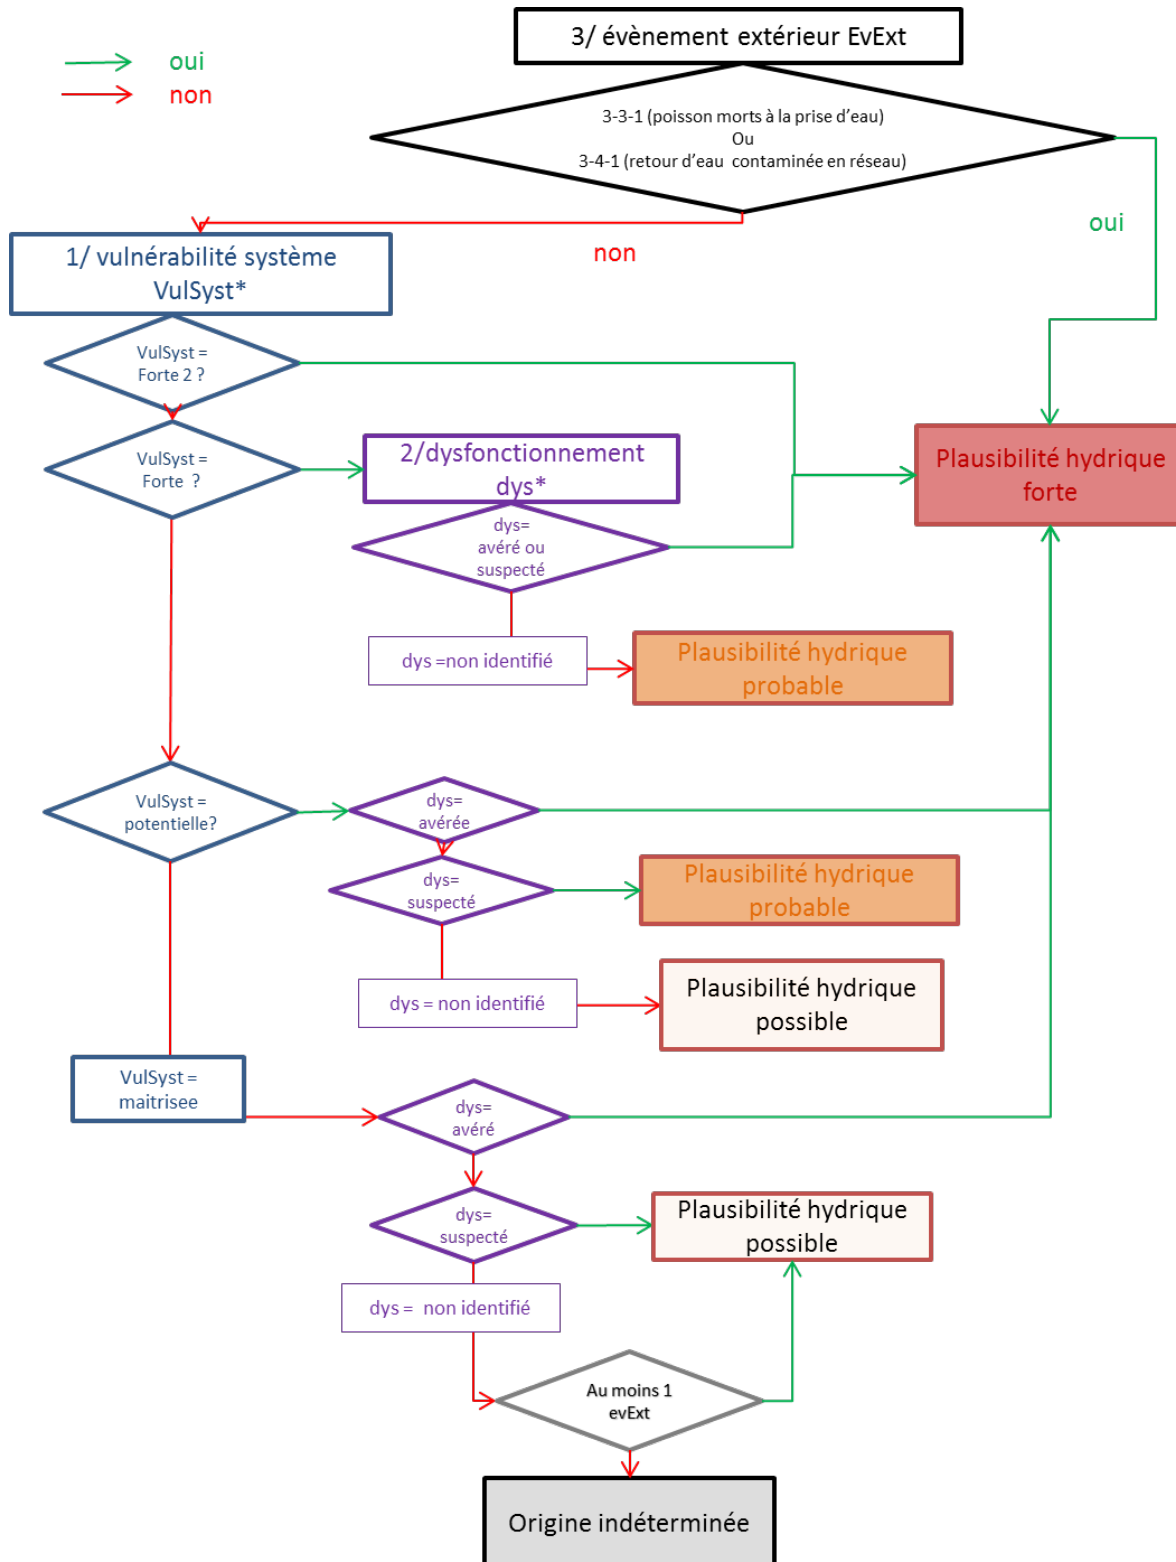 oui
non
3/ évènement extérieur EvExt
3-3-1 (poisson morts à la prise d'eau)
Ou
3-4-1 (retour d'eau contaminée en réseau)
oui
non
1/ vulnérabilité système
VulSyst*
VulSyst =
Forte 2 ?
VulSyst =
Forte ?
2/dysfonctionnement
dys*
dys=
avéré ou
suspecté
Plausibilité hydrique
forte
dys =non identifié
Plausibilité hydrique
probable
VulSyst =
potentielle?
dys=
avérée
dys=
suspecté
Plausibilité hydrique
probable
dys = non identifié
Plausibilité hydrique
possible
VulSyst =
maitrisee
dys=
avéré
dys=
suspecté
Plausibilité hydrique
possible
dys = non identifié
Au moins 1
evExt
Origine indéterminée